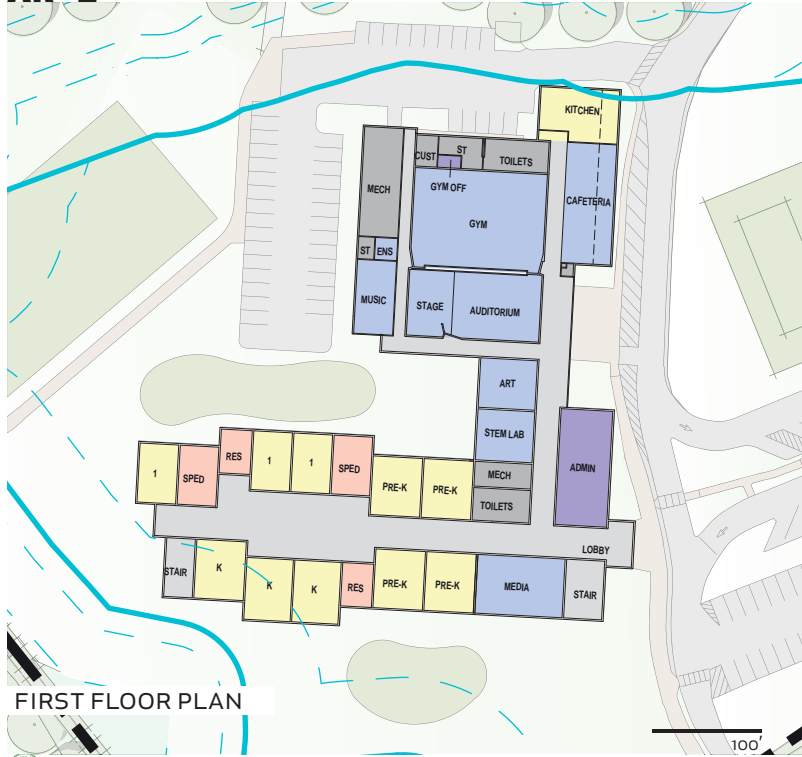 KITCHEN
CUST
ST
TOILETS
MECH
GYM OFF
CAFETERIA
GYM
ST
ENS
MUSIC
STAGE
AUDITORIUM
ART
STEM LAB
ADMIN
RES
1
1
1
SPED
SPED
PRE-K
PRE-K
MECH
TOILETS
LOBBY
STAIR
K
K
K
RES
PRE-K
PRE-K
MEDIA
STAIR
FIRST FLOOR PLAN
100'